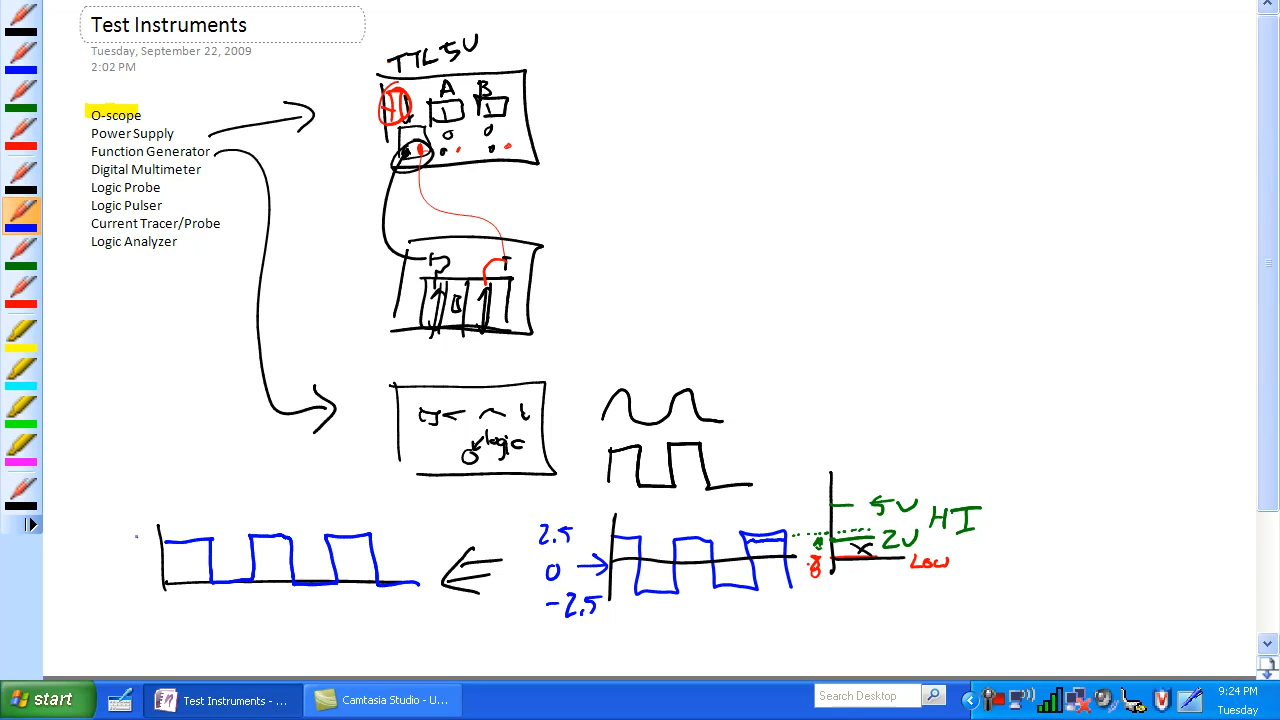 Test Instruments
Tuesday, September 22, 2009
2:02 PM
O-scope
Power Supply
Function Generator
Digital Multimeter
Logic Probe
Logic Pulser
Current Tracer/Probe
Logic Analyzer
TTL 5V
A B
logic
2.5
0
-2.5
5V
HI
2V
X
.8
LOW
start
Test Instruments - ...
Camtasia Studio - U...
Search Desktop
9:24 PM
Tuesday